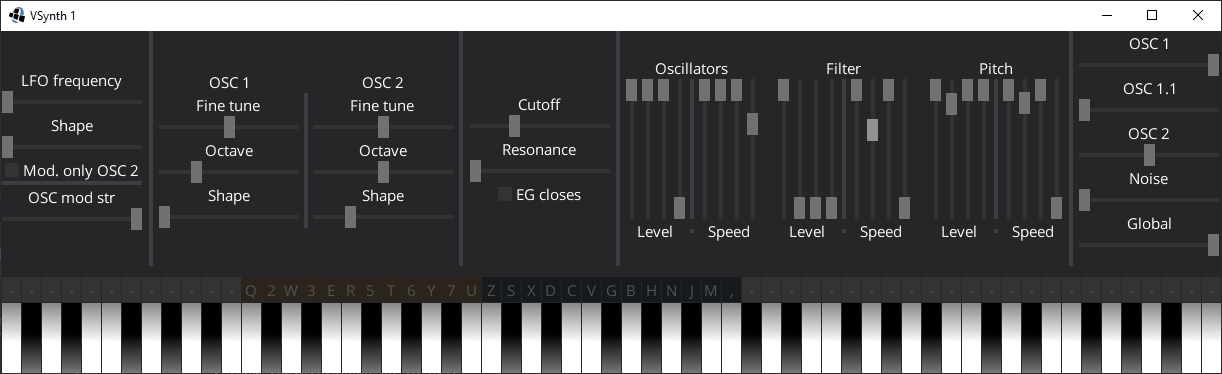 VSynth 1
LFO frequency
Shape
Mod. only OSC 2
OSC mod str
OSC 1
Fine tune
Octave
Shape
OSC 2
Fine tune
Octave
Shape
Cutoff
Resonance
EG closes
Oscillators
Level Speed
Filter
Level Speed
Pitch
Level Speed
OSC 1
OSC 1.1
OSC 2
Noise
Global
- - - - - - - - - - - - Q 2 W 3 E R 5 T 6 Y 7 U Z S X D C V G B H N J M , - - - - - - - - - - - - - - - - - - - - - - - -